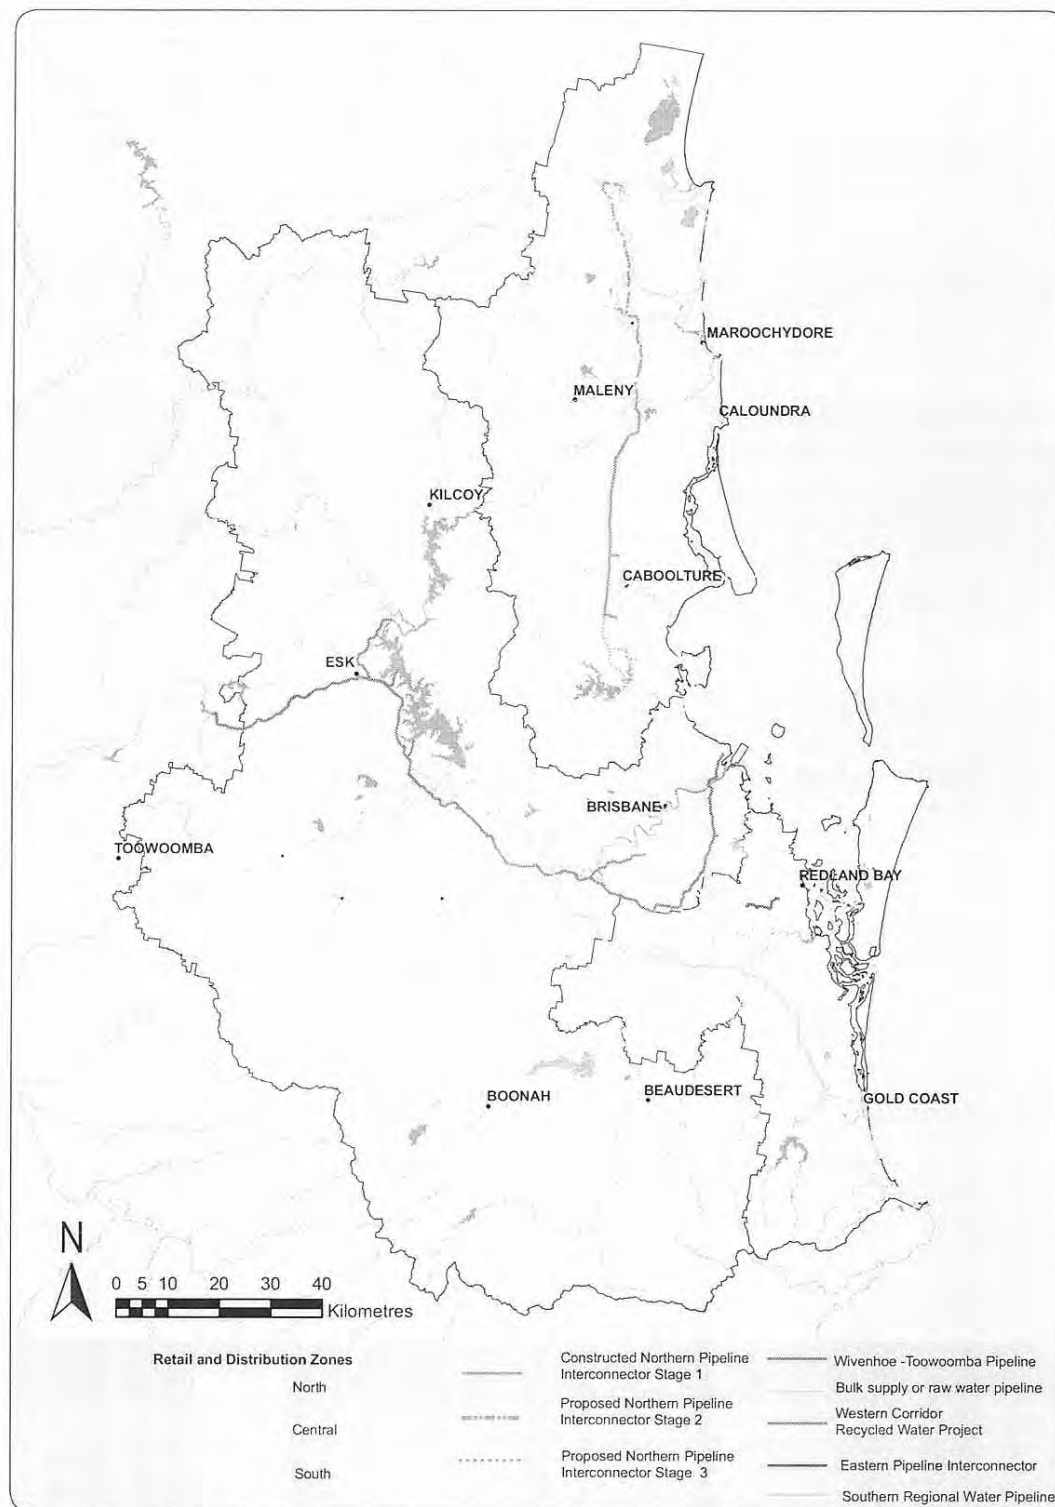 MAROOCHYDORE
MALENY
CALOUNDRA
KILCOY
CABOOLTURE
ESK
BRISBANE
TOOWOOMBA
REDLAND BAY
BOONAH
BEAUDESERT
GOLD COAST
N
0 5 10 20 30 40
Kilometres
Retail and Distribution Zones
North
Central
South
Constructed Northern Pipeline
Interconnector Stage 1
Proposed Northern Pipeline
Interconnector Stage 2
Proposed Northern Pipeline
Interconnector Stage 3
Wivenhoe -Toowoomba Pipeline
Bulk supply or raw water pipeline
Western Corridor
Recycled Water Project
Eastern Pipeline Interconnector
Southern Regional Water Pipeline